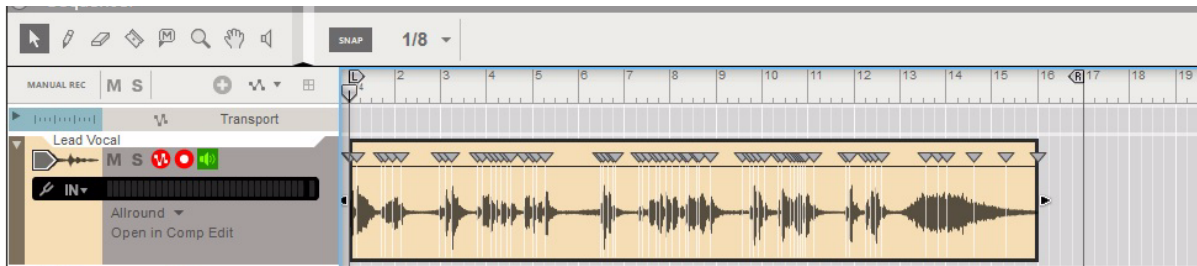 SNAP 1/8
MANUAL REC M S
L 2 3 4 5 6 7 8 9 10 11 12 13 14 15 16 R 17 18 19
4
Transport
Lead Vocal
M S
IN
Allround
Open in Comp Edit